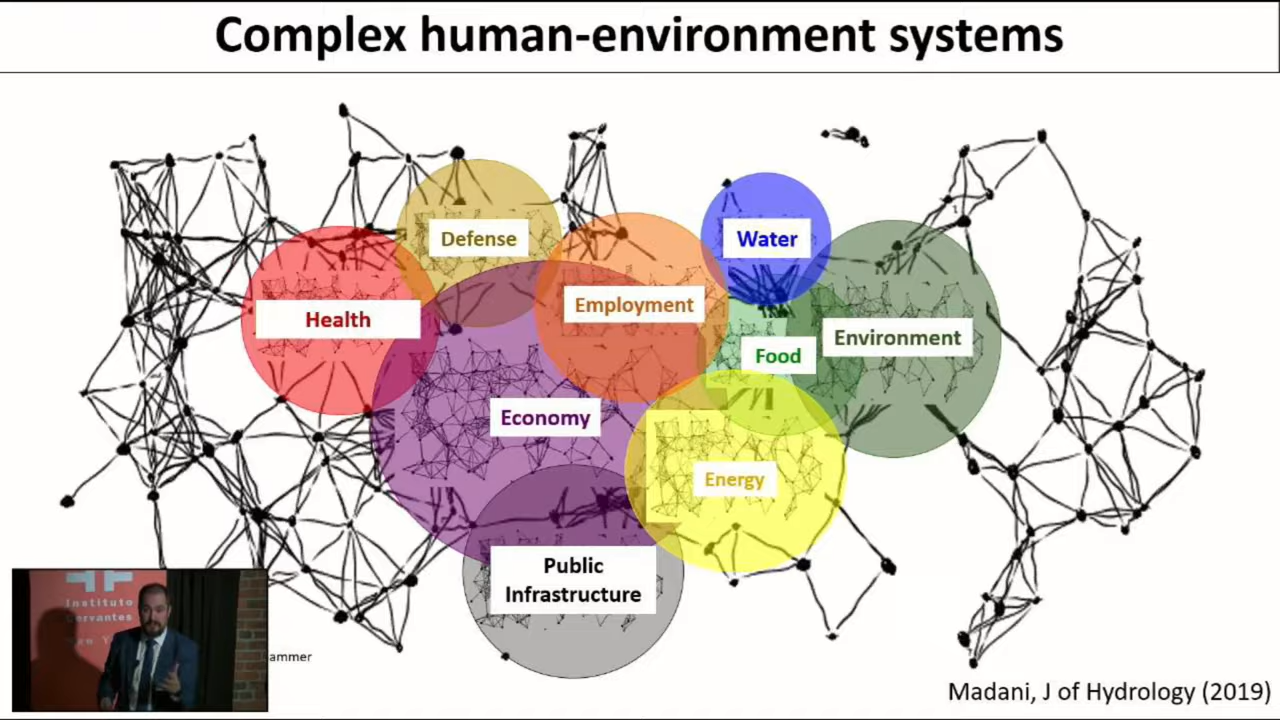 Complex human-environment systems
Defense
Water
Employment
Health
Environment
Food
Economy
Energy
Public
Infrastructure
Instituto
Cervantes
ammer
Madani, J of Hydrology (2019)